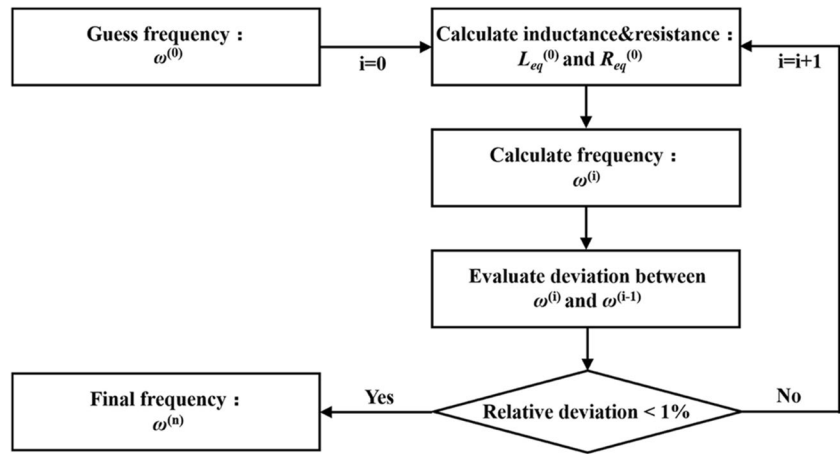 Guess frequency：
ω⁽⁰⁾
i=0
Calculate inductance&resistance：
Lₑq⁽⁰⁾ and Rₑq⁽⁰⁾
i=i+1
Calculate frequency：
ω⁽ⁱ⁾
Evaluate deviation between
ω⁽ⁱ⁾ and ω⁽ⁱ⁻¹⁾
Relative deviation < 1%
Yes
No
Final frequency：
ω⁽ⁿ⁾